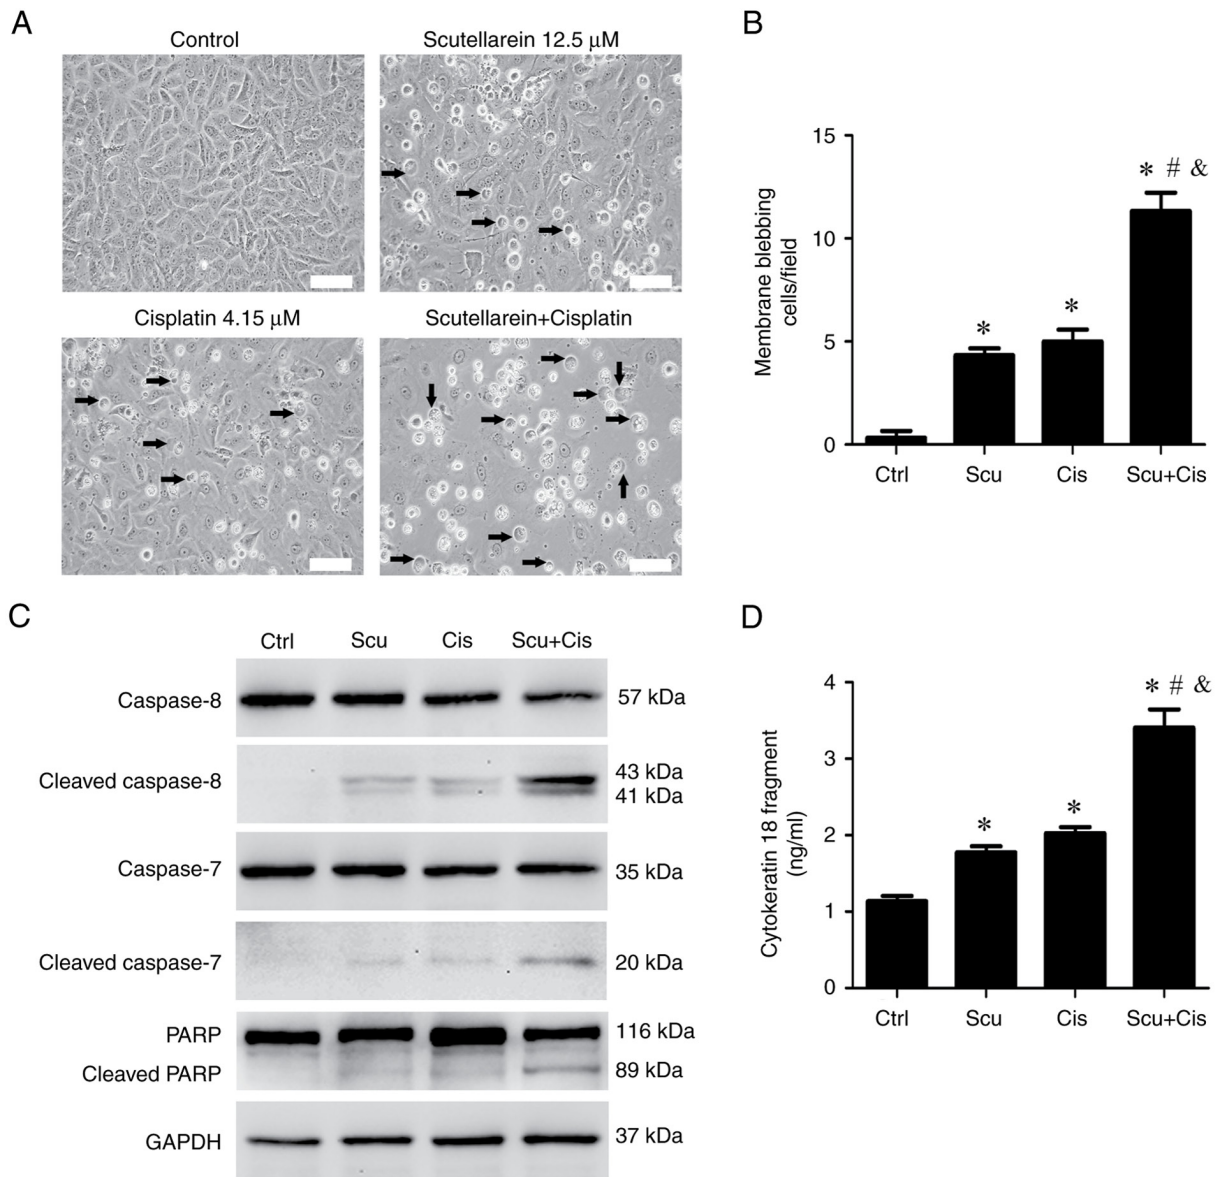 A
Control
Scutellarein 12.5 μM
Cisplatin 4.15 μM
Scutellarein+Cisplatin
B
Membrane blebbing
cells/field
15
10
5
0
*
*
* # &
Ctrl
Scu
Cis
Scu+Cis
C
Ctrl
Scu
Cis
Scu+Cis
Caspase-8
57 kDa
Cleaved caspase-8
43 kDa
41 kDa
Caspase-7
35 kDa
Cleaved caspase-7
20 kDa
PARP
116 kDa
Cleaved PARP
89 kDa
GAPDH
37 kDa
D
Cytokeratin 18 fragment
(ng/ml)
4
3
2
1
0
*
*
* # &
Ctrl
Scu
Cis
Scu+Cis